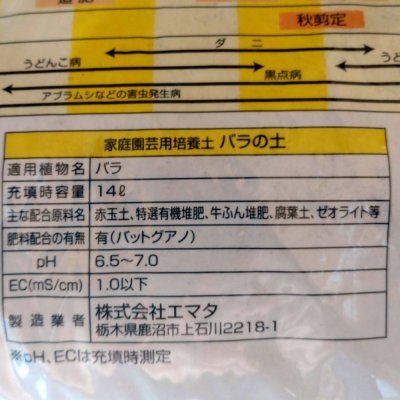 秋剪定
ダニ
うどんこ病
黒点病
アブラムシなどの害虫発生病
家庭園芸用培養土 バラの土
適用植物名 バラ
充填時容量 14ℓ
主な配合原料名 赤玉土、特選有機堆肥、牛ふん堆肥、腐葉土、ゼオライト等
肥料配合の有無 有(バットグアノ)
pH 6.5〜7.0
EC(mS/cm) 1.0以下
製造業者 株式会社エマタ
栃木県鹿沼市上石川2218-1
※pH、ECは充填時測定